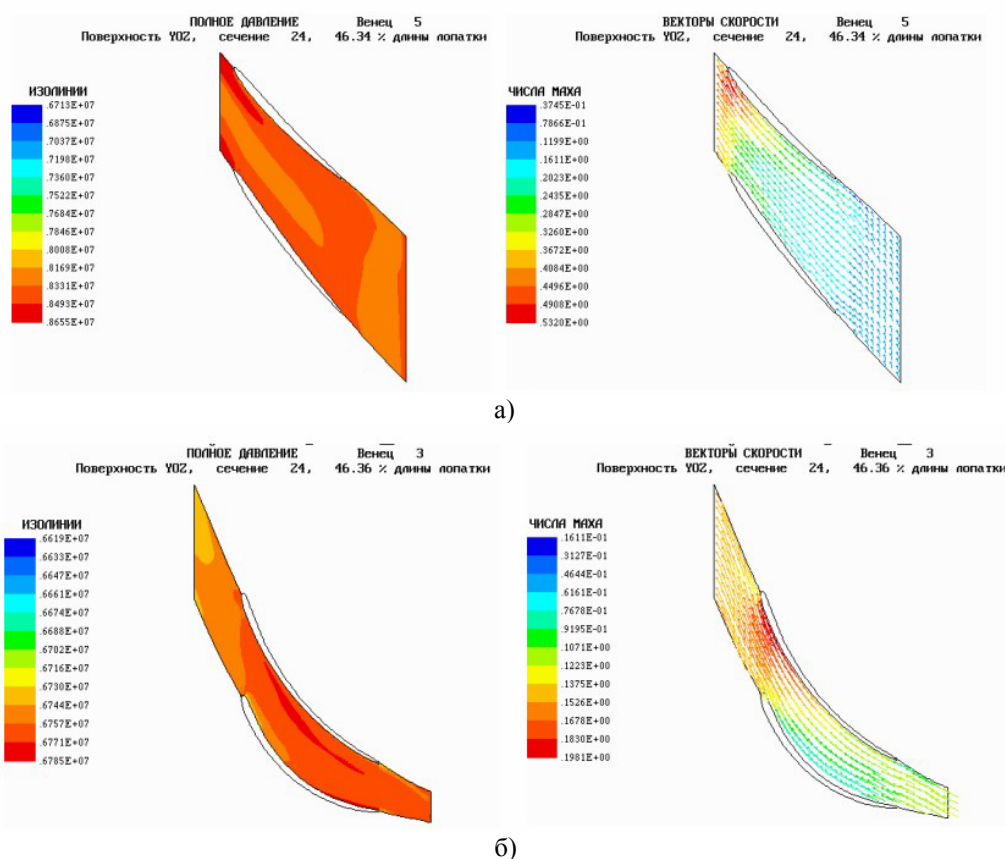 ПОЛНОЕ ДАВЛЕНИЕ Венец 5
Поверхность YOZ, сечение 24, 46.34 % длины лопатки
ИЗОЛИНИИ
.6713E+07
.6875E+07
.7037E+07
.7198E+07
.7360E+07
.7522E+07
.7684E+07
.7846E+07
.8008E+07
.8169E+07
.8331E+07
.8493E+07
.8655E+07
ВЕКТОРЫ СКОРОСТИ Венец 5
Поверхность YOZ, сечение 24, 46.34 % длины лопатки
ЧИСЛА МАХА
.3745E-01
.7866E-01
.1199E+00
.1611E+00
.2023E+00
.2435E+00
.2847E+00
.3260E+00
.3672E+00
.4084E+00
.4496E+00
.4908E+00
.5320E+00
а)
ПОЛНОЕ ДАВЛЕНИЕ Венец 3
Поверхность YOZ, сечение 24, 46.36 % длины лопатки
ИЗОЛИНИИ
.6619E+07
.6633E+07
.6647E+07
.6661E+07
.6674E+07
.6688E+07
.6702E+07
.6716E+07
.6730E+07
.6744E+07
.6757E+07
.6771E+07
.6785E+07
ВЕКТОРЫ СКОРОСТИ Венец 3
Поверхность YOZ, сечение 24, 46.36 % длины лопатки
ЧИСЛА МАХА
.1611E-01
.3127E-01
.4644E-01
.6161E-01
.7678E-01
.9195E-01
.1071E+00
.1223E+00
.1375E+00
.1526E+00
.1678E+00
.1830E+00
.1981E+00
б)